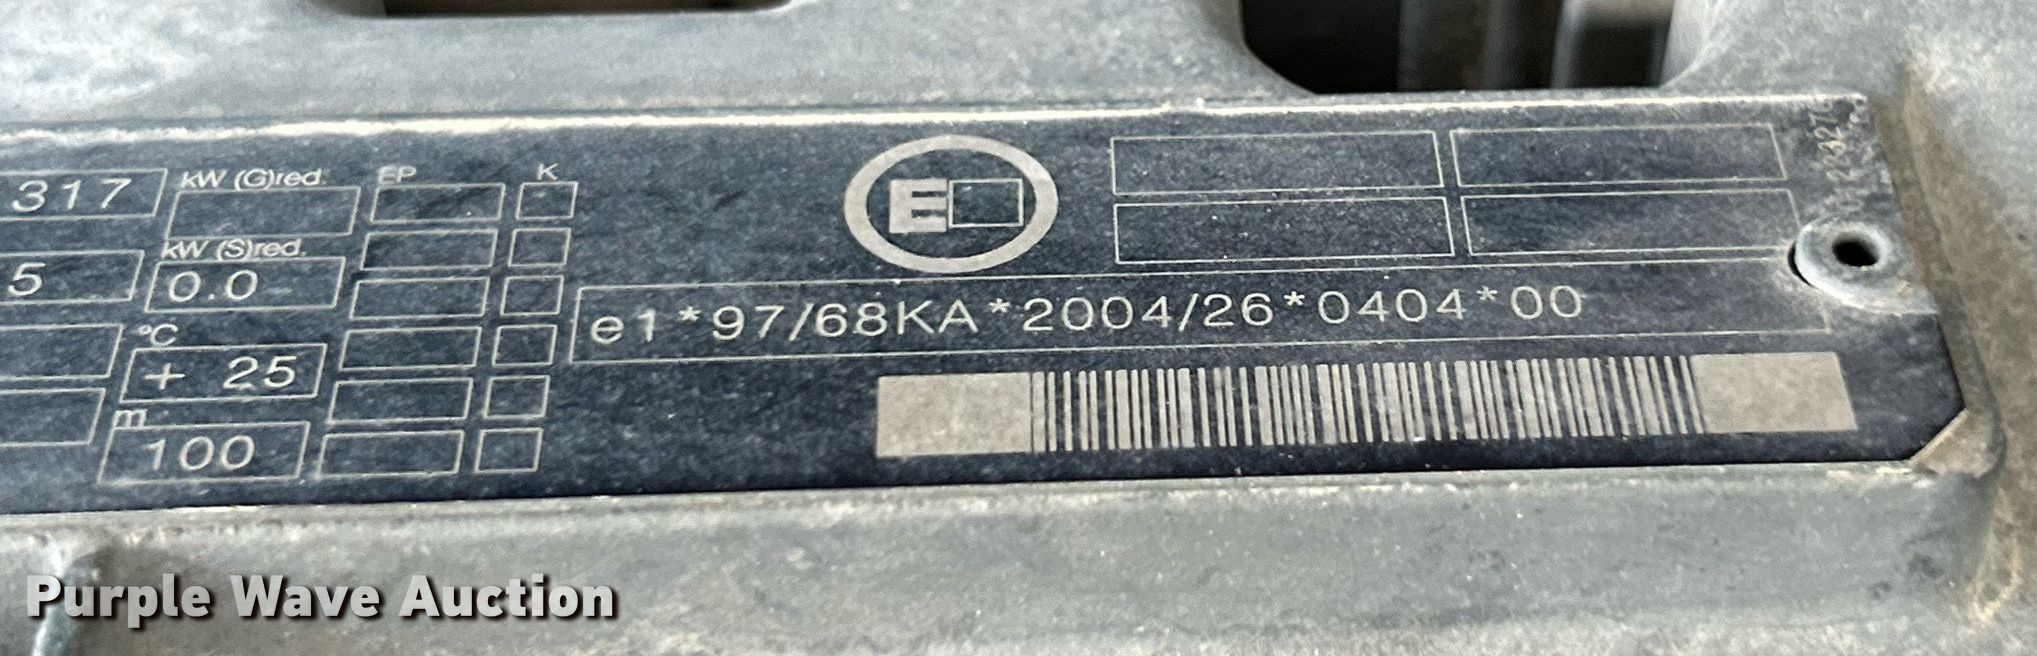 317
kW (G)red.
EP
K
5
kW (S)red.
0.0
E
e1*97/68KA*2004/26*0404*00
°C
+ 25
m
100
Purple Wave Auction